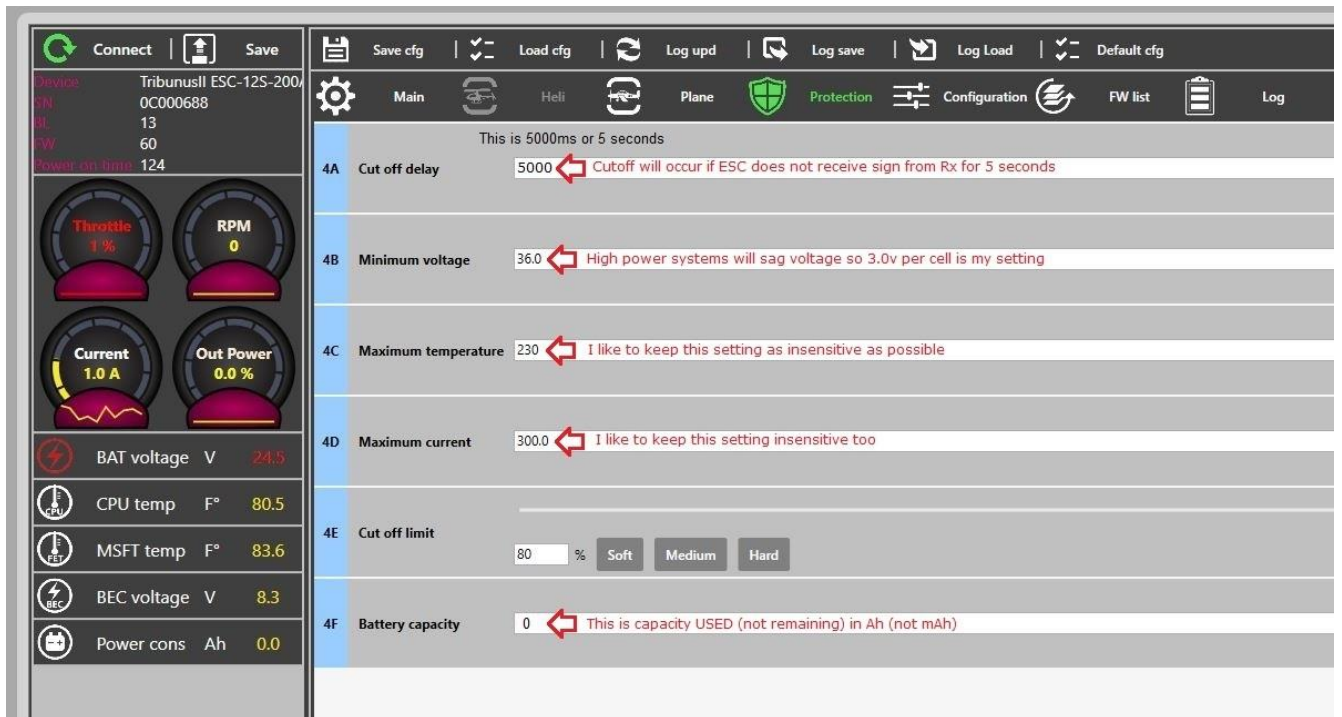 Connect | Save
Save cfg | Load cfg | Log upd | Log save | Log Load | Default cfg
Device TribunusII ESC-12S-200A
SN 0C000688
BL 13
FW 60
Power on time 124
Main Heli Plane Protection Configuration FW list Log
This is 5000ms or 5 seconds
4A Cut off delay 5000 Cutoff will occur if ESC does not receive sign from Rx for 5 seconds
4B Minimum voltage 36.0 High power systems will sag voltage so 3.0v per cell is my setting
4C Maximum temperature 230 I like to keep this setting as insensitive as possible
4D Maximum current 300.0 I like to keep this setting insensitive too
4E Cut off limit
80 % Soft Medium Hard
4F Battery capacity 0 This is capacity USED (not remaining) in Ah (not mAh)
Throttle
1 %
RPM
0
Current
1.0 A
Out Power
0.0 %
BAT voltage V 24.5
CPU temp F° 80.5
CPU
MSFT temp F° 83.6
FET
BEC voltage V 8.3
BEC
Power cons Ah 0.0